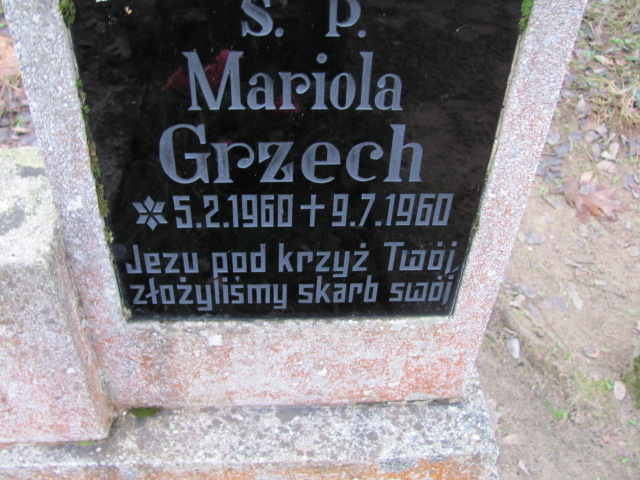 Ś. P.
Mariola
Grzech
5.2.1960 + 9.7.1960
Jezu pod krzyż Twój,
złożyliśmy skarb swój